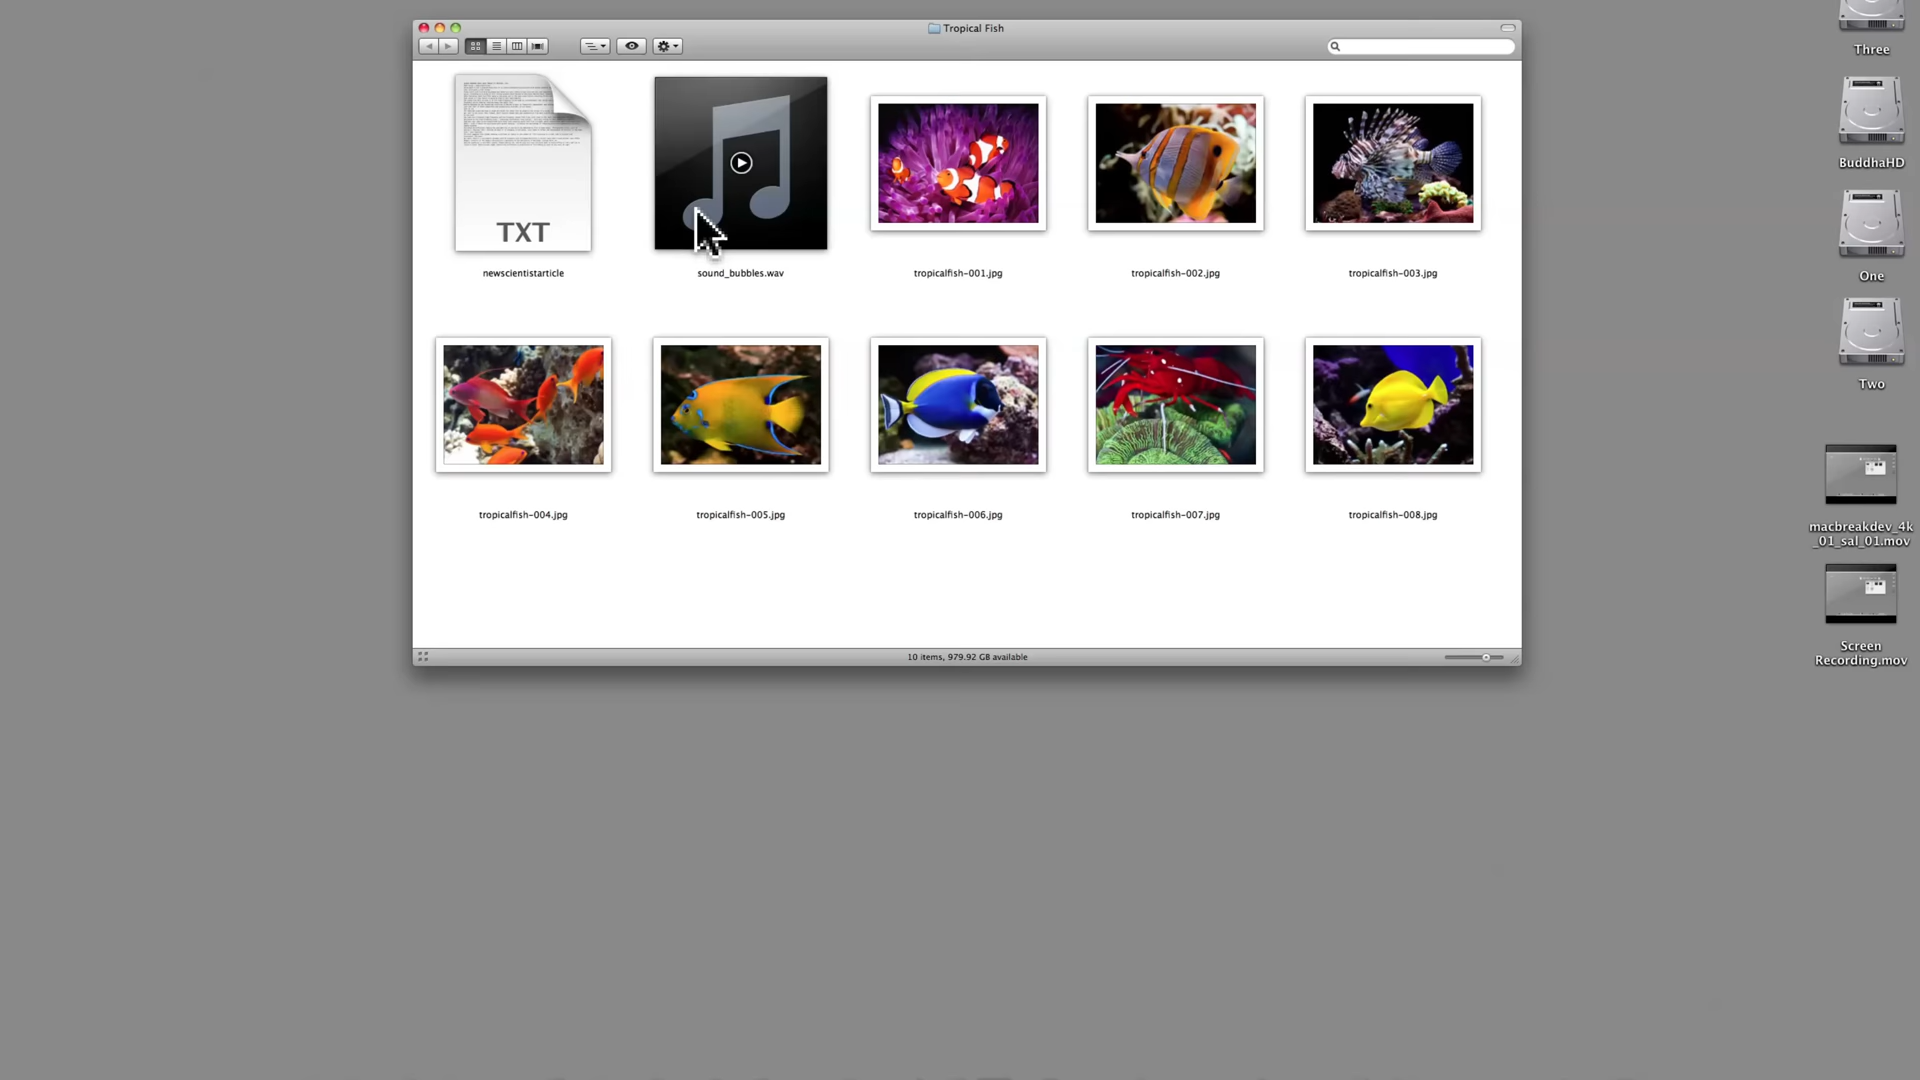 Tropical Fish
Three
BuddhaHD
One
Two
TXT
newscientistarticle
sound_bubbles.wav
tropicalfish-001.jpg
tropicalfish-002.jpg
tropicalfish-003.jpg
tropicalfish-004.jpg
tropicalfish-005.jpg
tropicalfish-006.jpg
tropicalfish-007.jpg
tropicalfish-008.jpg
macbreakdev_4k
_01_sal_01.mov
Screen
Recording.mov
10 items, 979.92 GB available